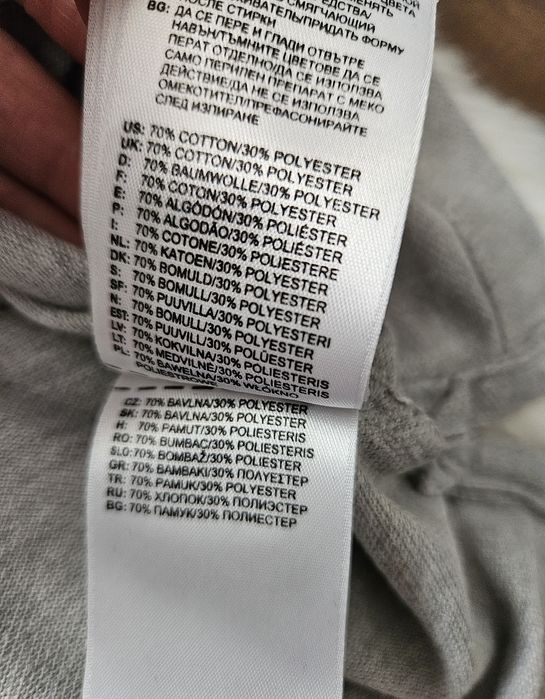 СРЕДСТВА/
СМЯГЧАЮЩИЙ
ПОСЛЕ СТИРКИ
BG: ДА СЕ ПЕРЕ И ГЛАДИ ОТВЪТРЕ
НАВЪН/ТЪМНИТЕ ЦВЕТОВЕ ДА СЕ
ПЕРАТ ОТДЕЛНО/ДА СЕ ИЗПОЛЗВА
САМО ПЕРИЛЕН ПРЕПАРАТ С МЕКО
ДЕЙСТВИЕ/ДА НЕ СЕ ИЗПОЛЗВА
ОМЕКОТИТЕЛ/ПРЕФАСОНИРАЙТЕ
СЛЕД ИЗПИРАНЕ
US: 70% COTTON/30% POLYESTER
UK: 70% COTTON/30% POLYESTER
D: 70% BAUMWOLLE/30% POLYESTER
F: 70% COTON/30% POLYESTER
E: 70% ALGODÓN/30% POLIÉSTER
P: 70% ALGODÃO/30% POLIÉSTER
I: 70% COTONE/30% POLIESTERE
NL: 70% KATOEN/30% POLYESTER
DK: 70% BOMULD/30% POLYESTER
S: 70% BOMULL/30% POLYESTER
SF: 70% PUUVILLA/30% POLYESTERI
N: 70% BOMULL/30% POLYESTER
EST: 70% PUUVILL/30% POLÜESTER
LV: 70% KOKVILNA/30% POLIESTERIS
LT: 70% MEDVILNĖ/30% POLIESTERIS
PL: 70% BAWEŁNA/30% WŁÓKNO
POLIESTROWE
CZ: 70% BAVLNA/30% POLYESTER
SK: 70% BAVLNA/30% POLYESTER
H: 70% PAMUT/30% POLIESTERIS
RO: 70% BUMBAC/30% POLIESTER
SLO: 70% BOMBAŽ/30% POLIESTER
GR: 70% ΒΑΜΒΑΚΙ/30% ΠΟΛΥΕΣΤΕΡ
TR: 70% PAMUK/30% POLYESTER
RU: 70% ХЛОПОК/30% ПОЛИЭСТЕР
BG: 70% ПАМУК/30% ПОЛИЕСТЕР